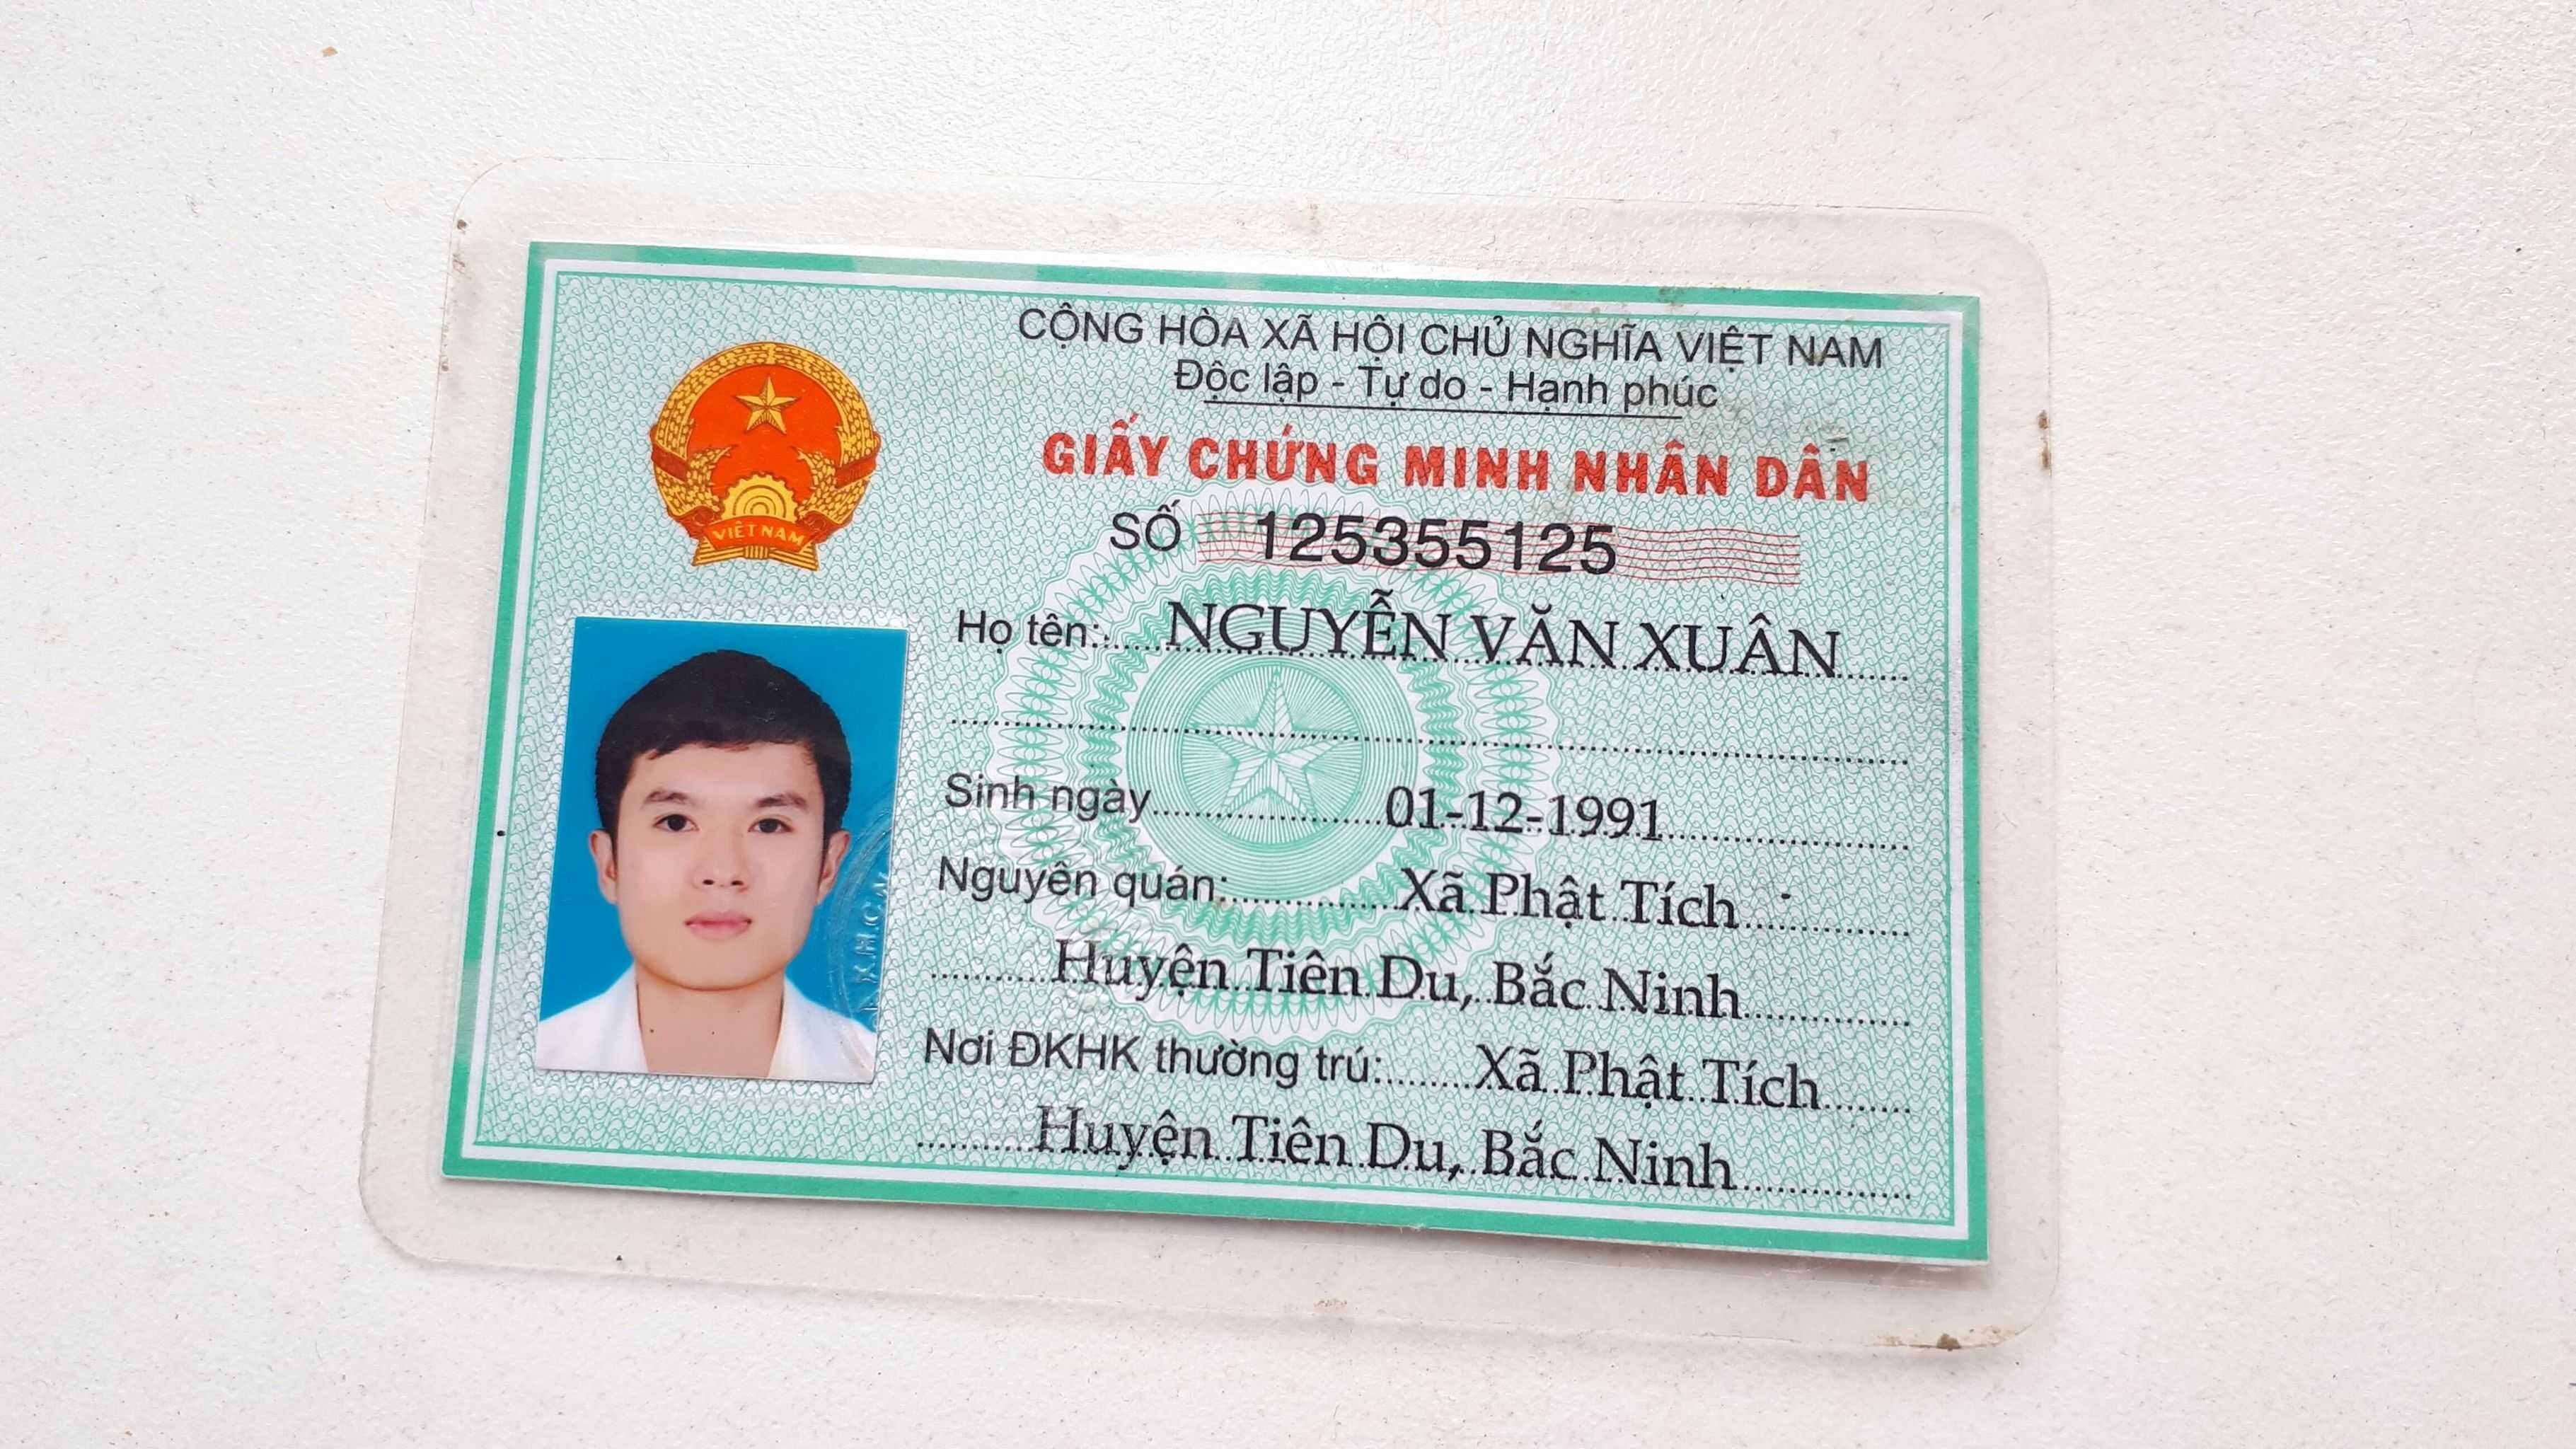 CỘNG HÒA XÃ HỘI CHỦ NGHĨA VIỆT NAM
Độc lập - Tự do - Hạnh phúc
GIẤY CHỨNG MINH NHÂN DÂN
SỐ 125355125
VIỆT NAM
Họ tên: NGUYỄN VĂN XUÂN
Sinh ngày 01-12-1991
Nguyên quán: Xã Phật Tích
Huyện Tiên Du, Bắc Ninh
Nơi ĐKHK thường trú: Xã Phật Tích
Huyện Tiên Du, Bắc Ninh